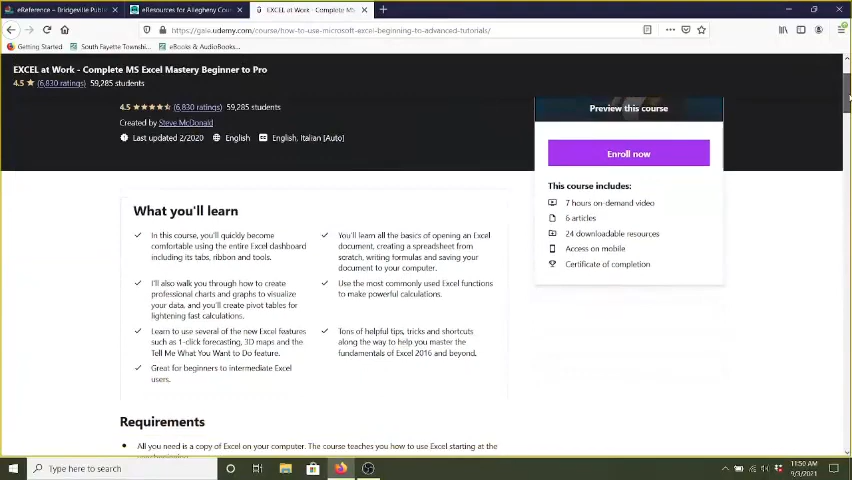 eReference – Bridgeville Publi
eResources for Allegheny Coun
EXCEL at Work - Complete MS
https://gale.udemy.com/course/how-to-use-microsoft-excel-beginning-to-advanced-tutorials/
Getting Started
South Fayette Townshi...
eBooks & AudioBooks...
EXCEL at Work - Complete MS Excel Mastery Beginner to Pro
4.5 (6,830 ratings) 59,285 students
4.5 (6,830 ratings) 59,285 students
Created by Steve McDonald
Last updated 2/2020 English English, Italian [Auto]
Preview this course
Enroll now
This course includes:
7 hours on-demand video
6 articles
24 downloadable resources
Access on mobile
Certificate of completion
What you'll learn
In this course, you'll quickly become
comfortable using the entire Excel dashboard
including its tabs, ribbon and tools.
You'll learn all the basics of opening an Excel
document, creating a spreadsheet from
scratch, writing formulas and saving your
document to your computer.
I'll also walk you through how to create
professional charts and graphs to visualize
your data, and you'll create pivot tables for
lightening fast calculations.
Use the most commonly used Excel functions
to make powerful calculations.
Learn to use several of the new Excel features
such as 1-click forecasting, 3D maps and the
Tell Me What You Want to Do feature.
Tons of helpful tips, tricks and shortcuts
along the way to help you master the
fundamentals of Excel 2016 and beyond.
Great for beginners to intermediate Excel
users.
Requirements
All you need is a copy of Excel on your computer. The course teaches you how to use Excel starting at the
Type here to search
11:50 AM
9/3/2021